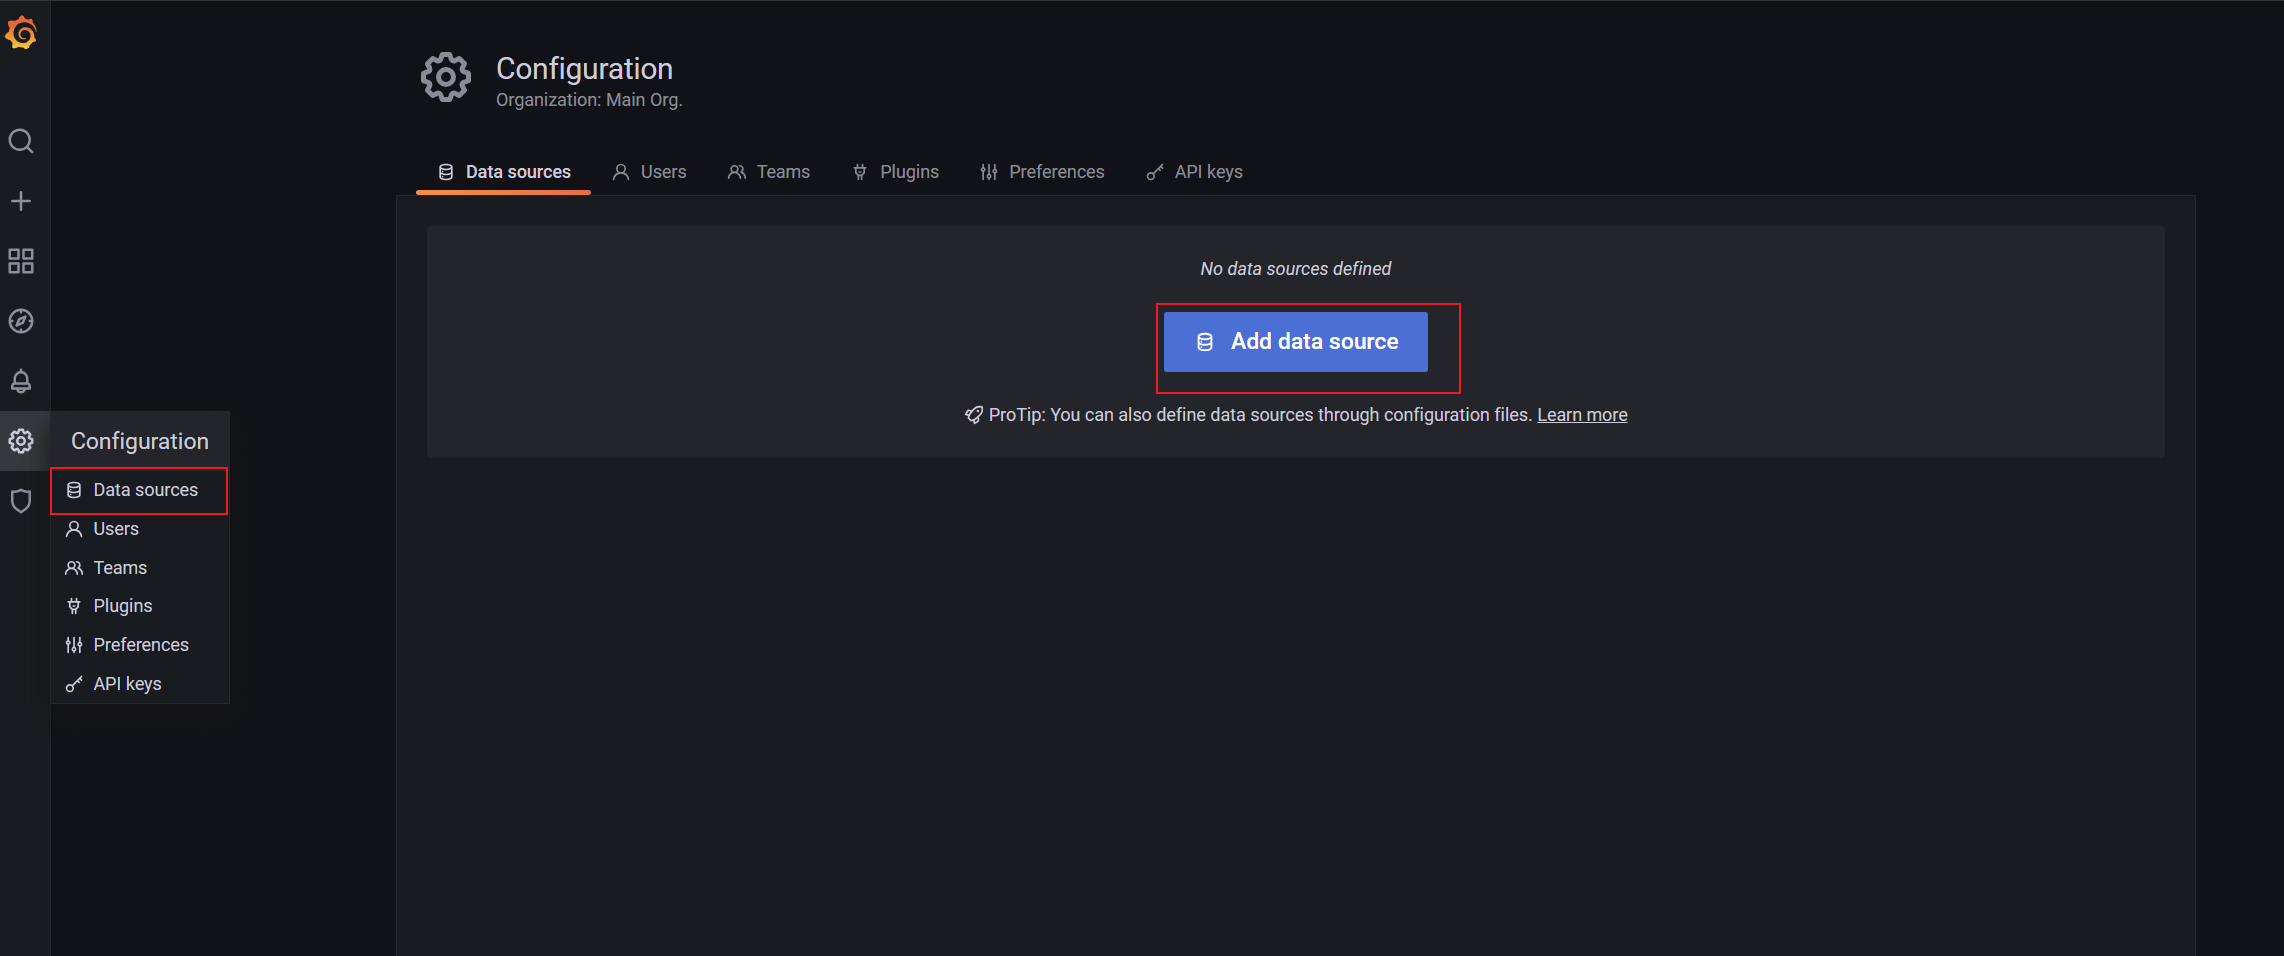 Configuration
Organization: Main Org.
Data sources
Users
Teams
Plugins
Preferences
API keys
No data sources defined
Add data source
ProTip: You can also define data sources through configuration files. Learn more
Configuration
Data sources
Users
Teams
Plugins
Preferences
API keys